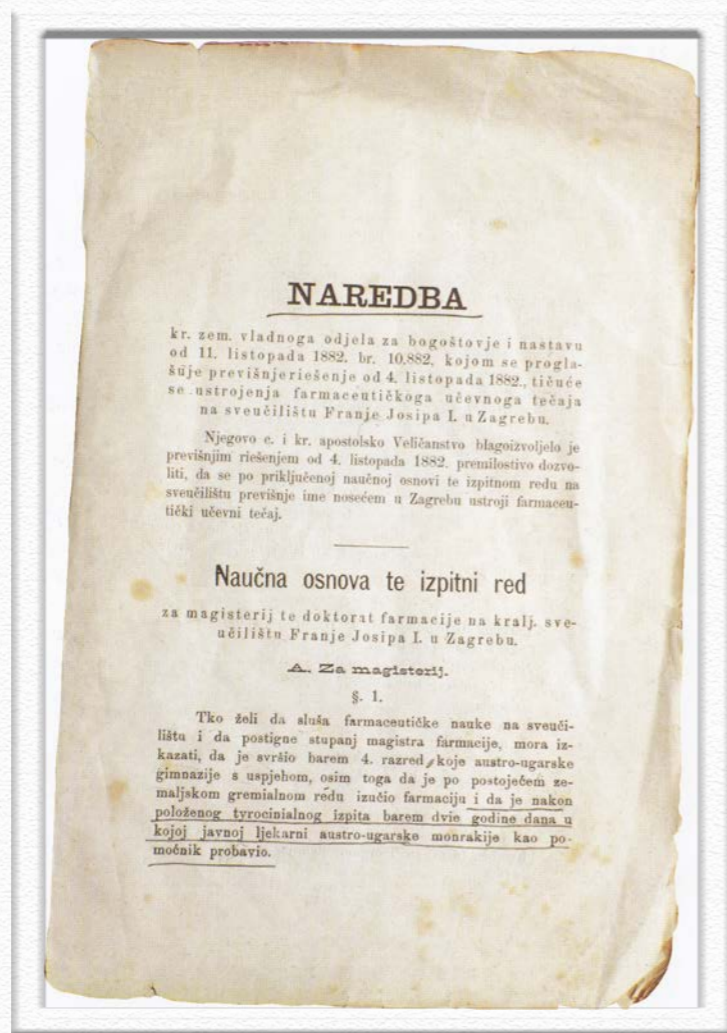 NAREDBA
kr. zem. vladnoga odjela za bogoštovje i nastavu
od 11. listopada 1882. br. 10.882. kojom se progla-
šuje previšnje riešenje od 4. listopada 1882., tičuće
se ustrojenja farmaceutičkoga učevnoga tečaja
na sveučilištu Franje Josipa I. u Zagrebu.
Njegovo c. i kr. apostolsko Veličanstvo blagoizvoljelo je
previšnjim riešenjem od 4. listopada 1882. premilostivo dozvo-
liti, da se po priključenoj naučnoj osnovi te izpitnom redu na
sveučilištu previšnje ime nosećem u Zagrebu ustroji farmaceu-
tički učevni tečaj.
Naučna osnova te izpitni red
za magisterij te doktorat farmacije na kralj. sve-
učilištu Franje Josipa I. u Zagrebu.
A. Za magisterij.
§. 1.
Tko želi da sluša farmaceutičke nauke na sveuči-
lištu i da postigne stupanj magistra farmacije, mora iz-
kazati, da je svršio barem 4. razred koje austro-ugarske
gimnazije s uspjehom, osim toga da je po postojećem ze-
maljskom gremialnom redu izučio farmaciju i da je nakon
položenog tyrocinialnog izpita barem dvie godine dana u
kojoj javnoj ljekarni austro-ugarske monrakije kao po-
moćnik probavio.